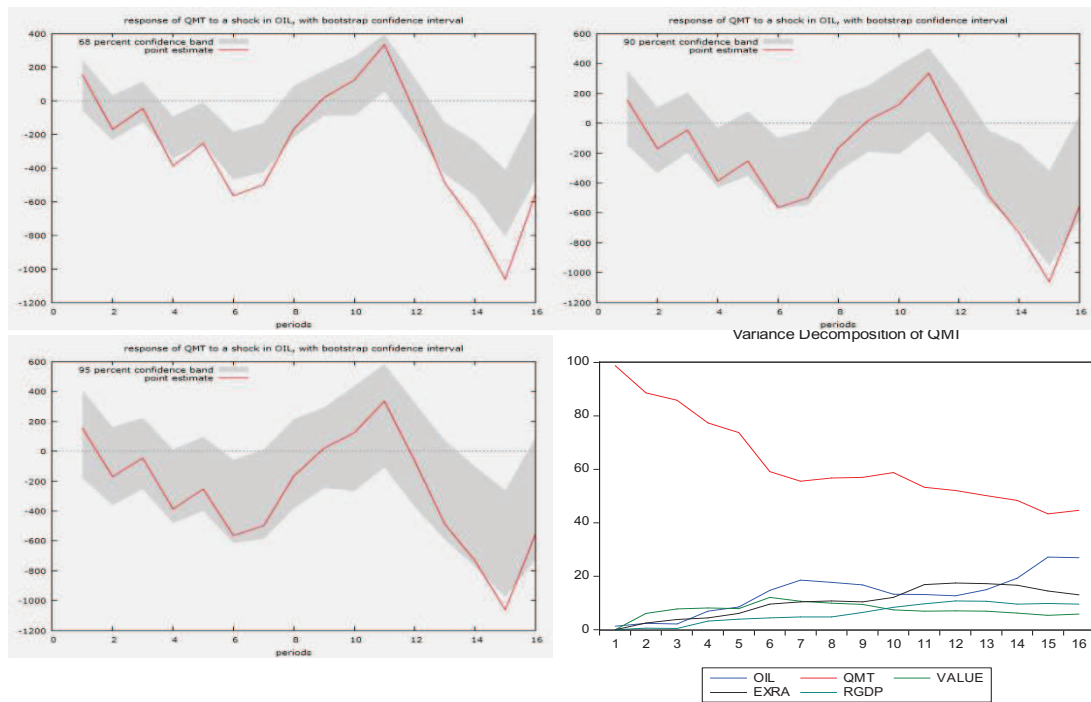 response of QMT to a shock in OIL, with bootstrap confidence interval
68 percent confidence band
point estimate
400
200
0
-200
-400
-600
-800
-1000
-1200
0 2 4 6 8 10 12 14 16
periods
response of QMT to a shock in OIL, with bootstrap confidence interval
90 percent confidence band
point estimate
600
400
200
0
-200
-400
-600
-800
-1000
-1200
0 2 4 6 8 10 12 14 16
periods
response of QMT to a shock in OIL, with bootstrap confidence interval
95 percent confidence band
point estimate
600
400
200
0
-200
-400
-600
-800
-1000
-1200
0 2 4 6 8 10 12 14 16
periods
Variance Decomposition of QMT
100
80
60
40
20
0
1 2 3 4 5 6 7 8 9 10 11 12 13 14 15 16
OIL QMT VALUE
EXRA RGDP